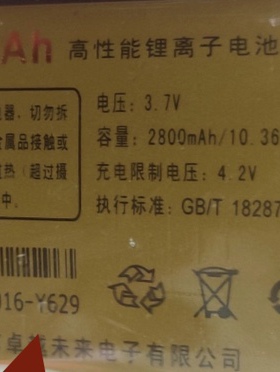 Ah 高性能锂离子电池
电压: 3.7V
容量: 2800mAh/10.36
充电限制电压: 4.2V
执行标准: GB/T 18287
器, 切勿拆
属品接触或
热 (超过摄
中.
016-Y629
卓越未来电子有限公司